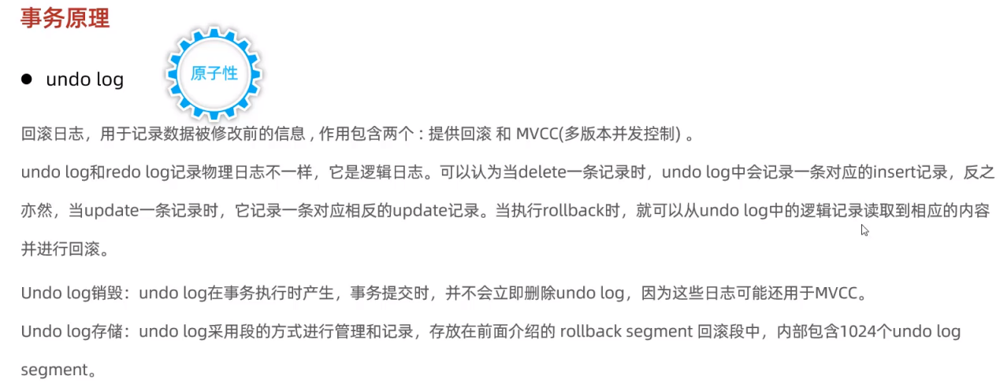 事务原理
原子性
● undo log
回滚日志，用于记录数据被修改前的信息 , 作用包含两个 : 提供回滚 和 MVCC(多版本并发控制) 。
undo log和redo log记录物理日志不一样，它是逻辑日志。可以认为当delete一条记录时，undo log中会记录一条对应的insert记录，反之
亦然，当update一条记录时，它记录一条对应相反的update记录。当执行rollback时，就可以从undo log中的逻辑记录读取到相应的内容
并进行回滚。
Undo log销毁：undo log在事务执行时产生，事务提交时，并不会立即删除undo log，因为这些日志可能还用于MVCC。
Undo log存储：undo log采用段的方式进行管理和记录，存放在前面介绍的 rollback segment 回滚段中，内部包含1024个undo log
segment。